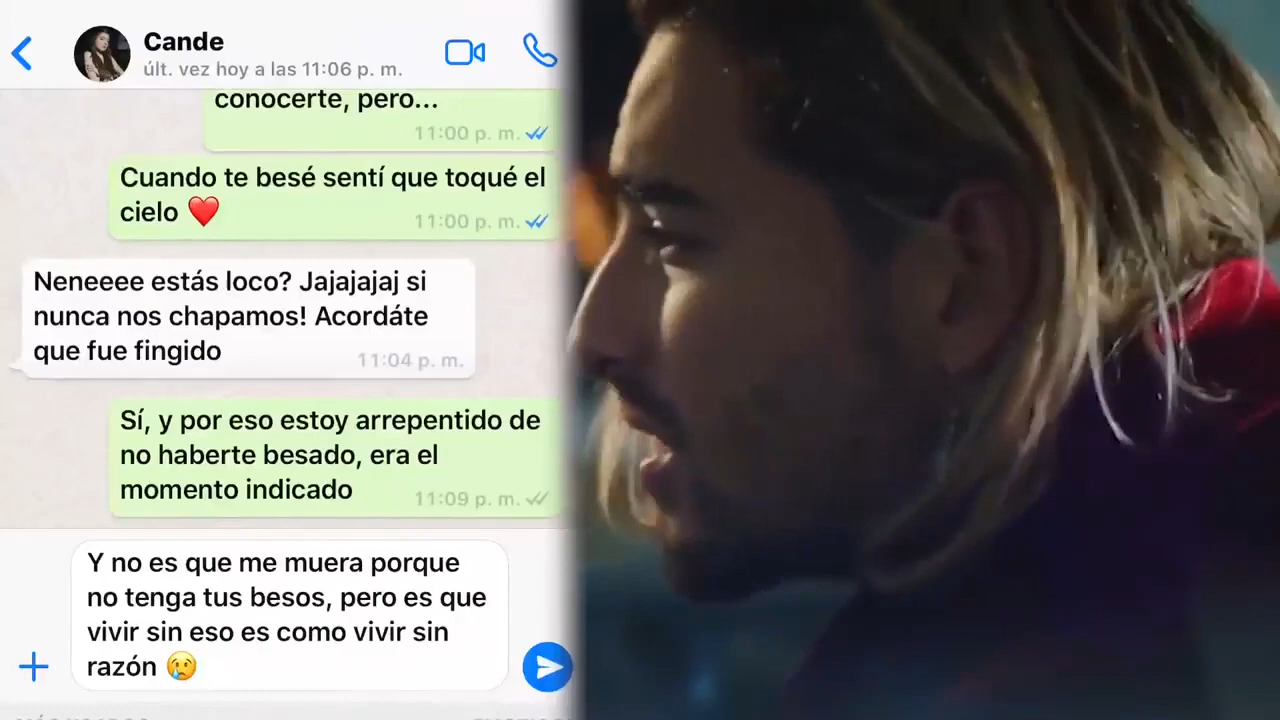 Cande
últ. vez hoy a las 11:06 p. m.
conocerte, pero...
11:00 p. m.
Cuando te besé sentí que toqué el
cielo ❤️
11:00 p. m.
Neneeee estás loco? Jajajajaj si
nunca nos chapamos! Acordáte
que fue fingido
11:04 p. m.
Sí, y por eso estoy arrepentido de
no haberte besado, era el
momento indicado
11:09 p. m.
Y no es que me muera porque
no tenga tus besos, pero es que
vivir sin eso es como vivir sin
razón 😢